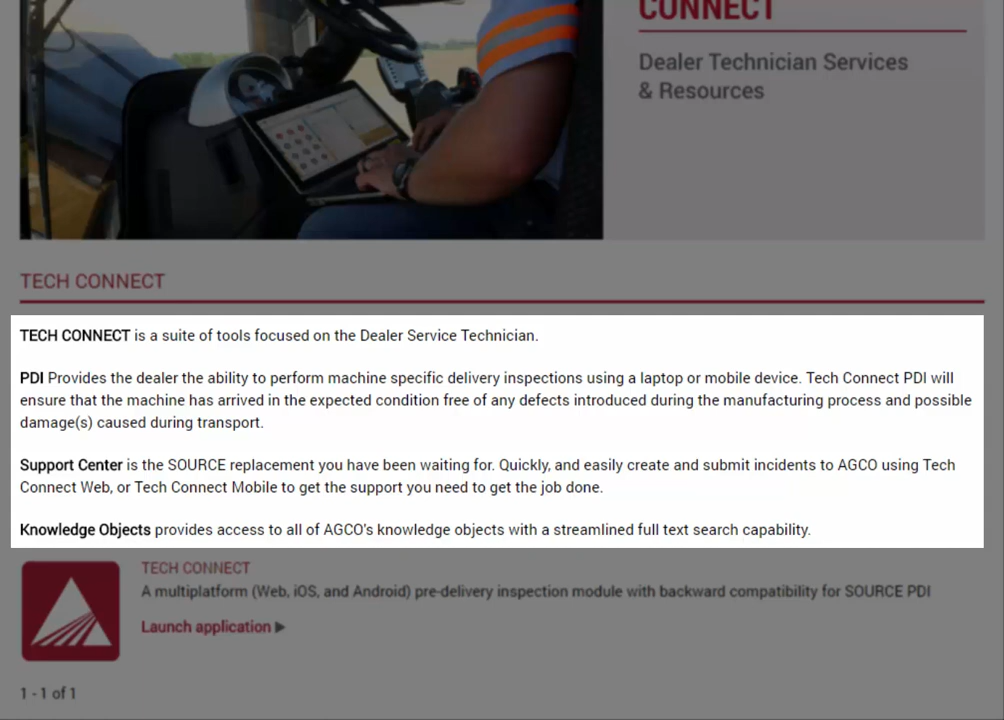 CONNECT
Dealer Technician Services
& Resources
TECH CONNECT
TECH CONNECT is a suite of tools focused on the Dealer Service Technician.
PDI Provides the dealer the ability to perform machine specific delivery inspections using a laptop or mobile device. Tech Connect PDI will
ensure that the machine has arrived in the expected condition free of any defects introduced during the manufacturing process and possible
damage(s) caused during transport.
Support Center is the SOURCE replacement you have been waiting for. Quickly, and easily create and submit incidents to AGCO using Tech
Connect Web, or Tech Connect Mobile to get the support you need to get the job done.
Knowledge Objects provides access to all of AGCO's knowledge objects with a streamlined full text search capability.
TECH CONNECT
A multiplatform (Web, iOS, and Android) pre-delivery inspection module with backward compatibility for SOURCE PDI
Launch application ▶
1 - 1 of 1